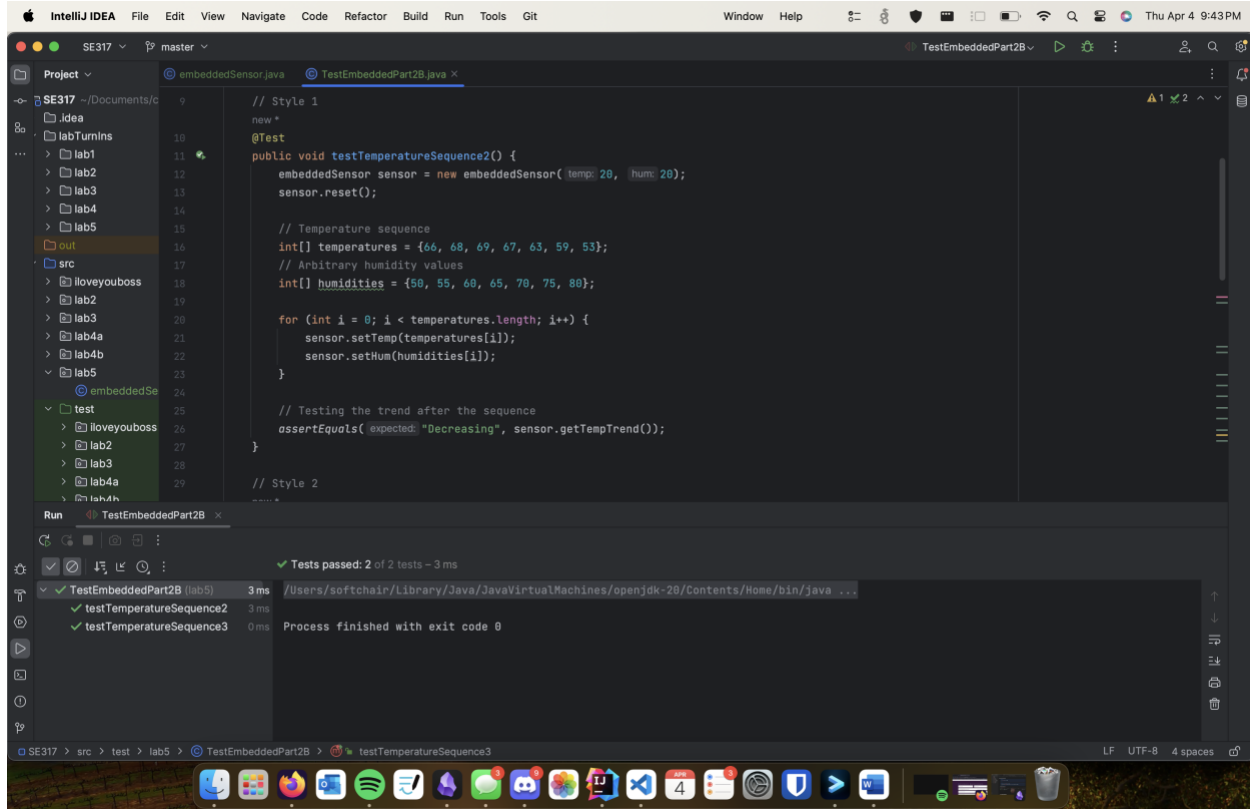 IntelliJ IDEA File Edit View Navigate Code Refactor Build Run Tools Git Window Help Thu Apr 4 9:43 PM
SE317 master TestEmbeddedPart2B
Project
embeddedSensor.java TestEmbeddedPart2B.java
SE317 ~/Documents/c
.idea
labTurnIns
lab1
lab2
lab3
lab4
lab5
out
src
iloveyouboss
lab2
lab3
lab4a
lab4b
lab5
embeddedSe
test
iloveyouboss
lab2
lab3
lab4a
lab4b
1 2
9 // Style 1
new *
10 @Test
11 public void testTemperatureSequence2() {
12 embeddedSensor sensor = new embeddedSensor( temp: 20, hum: 20);
13 sensor.reset();
14
15 // Temperature sequence
16 int[] temperatures = {66, 68, 69, 67, 63, 59, 53};
17 // Arbitrary humidity values
18 int[] humidities = {50, 55, 60, 65, 70, 75, 80};
19
20 for (int i = 0; i < temperatures.length; i++) {
21 sensor.setTemp(temperatures[i]);
22 sensor.setHum(humidities[i]);
23 }
24
25 // Testing the trend after the sequence
26 assertEquals( expected: "Decreasing", sensor.getTempTrend());
27 }
28
29 // Style 2
new *
Run TestEmbeddedPart2B
Tests passed: 2 of 2 tests – 3 ms
TestEmbeddedPart2B (lab5) 3 ms
testTemperatureSequence2 3 ms
testTemperatureSequence3 0 ms
/Users/softchair/Library/Java/JavaVirtualMachines/openjdk-20/Contents/Home/bin/java ...
Process finished with exit code 0
SE317 > src > test > lab5 > TestEmbeddedPart2B > testTemperatureSequence3 LF UTF-8 4 spaces
3 9 APR 4 3